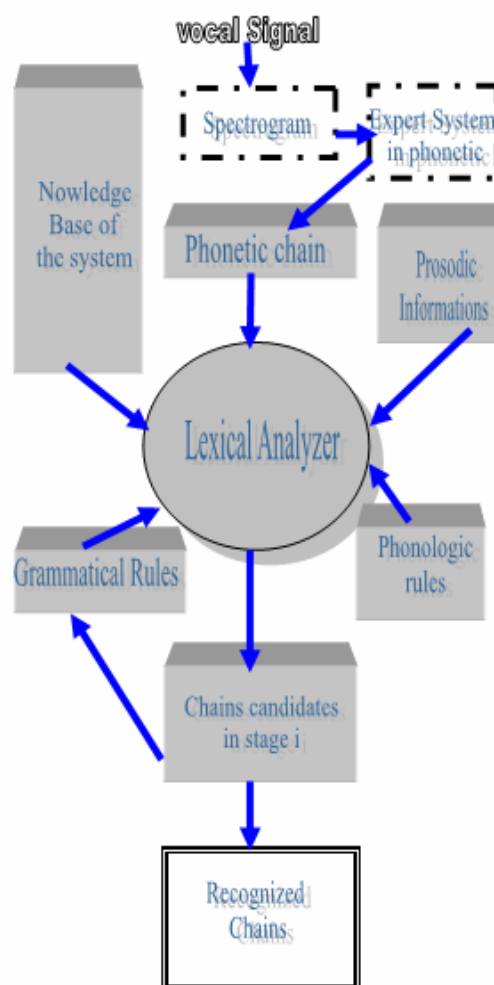 vocal Signal
Spectrogram
Expert System
in phonetic
Nowledge
Base of
the system
Phonetic chain
Prosodic
Informations
Lexical Analyzer
Grammatical Rules
Phonologic
rules
Chains candidates
in stage i
Recognized
Chains